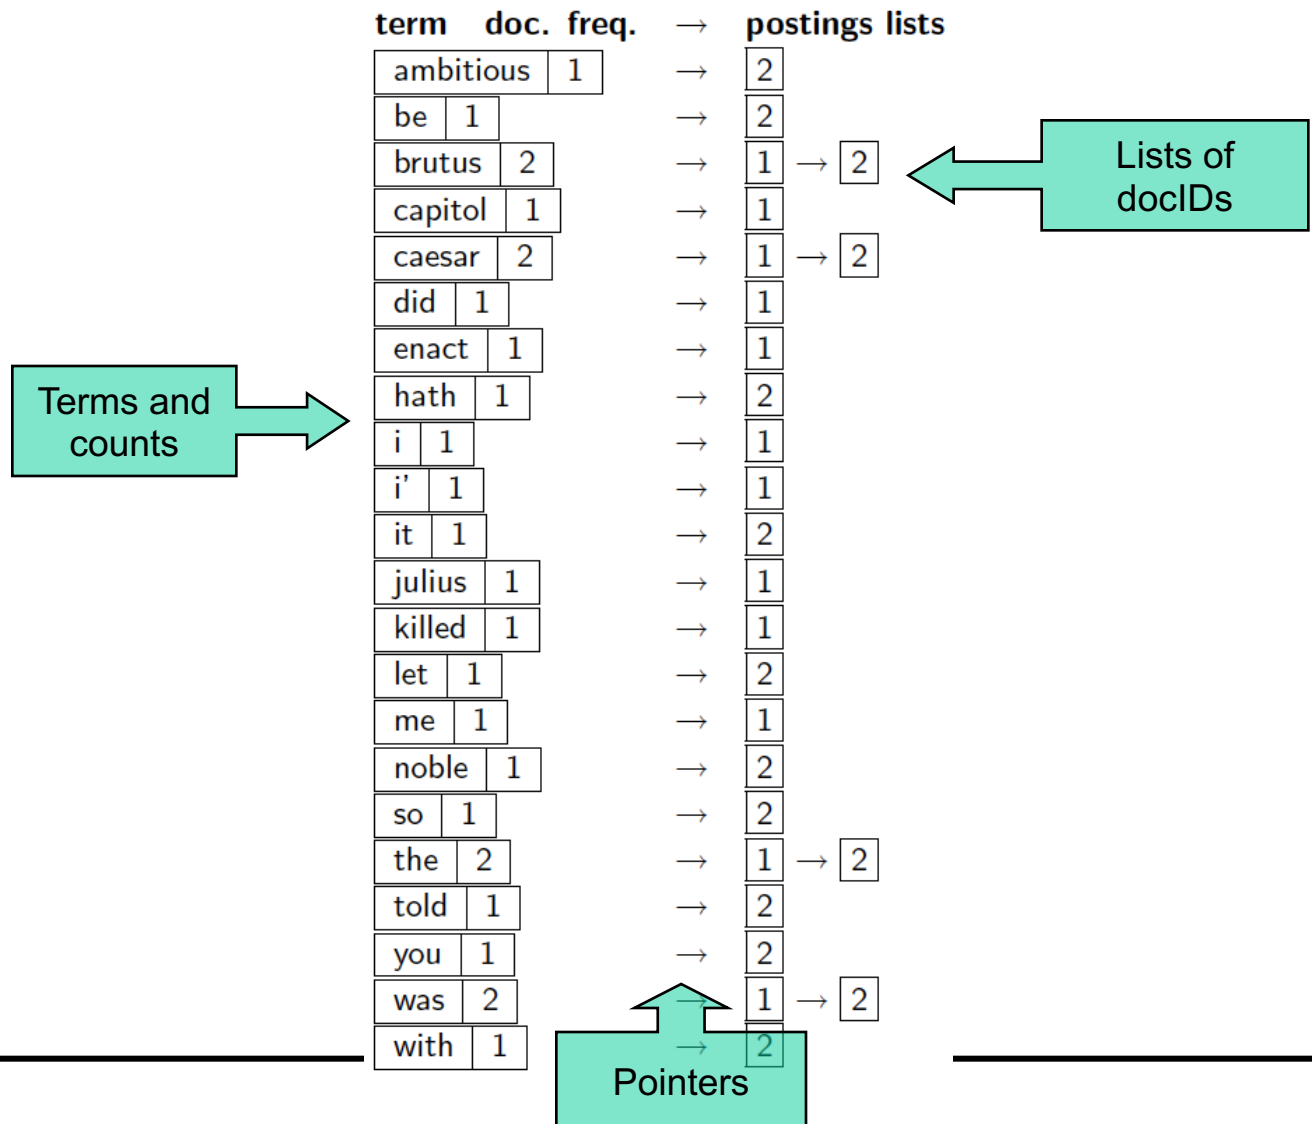 term doc. freq. → postings lists
ambitious 1 → 2
be 1 → 2
brutus 2 → 1 → 2
capitol 1 → 1
caesar 2 → 1 → 2
did 1 → 1
enact 1 → 1
hath 1 → 2
i 1 → 1
i' 1 → 1
it 1 → 2
julius 1 → 1
killed 1 → 1
let 1 → 2
me 1 → 1
noble 1 → 2
so 1 → 2
the 2 → 1 → 2
told 1 → 2
you 1 → 2
was 2 → 1 → 2
with 1 → 2
Lists of
docIDs
Terms and
counts
Pointers